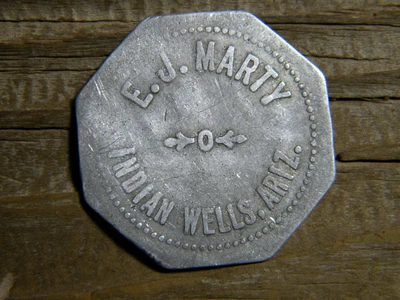 E.J. MARTY
INDIAN WELLS, ARIZ.